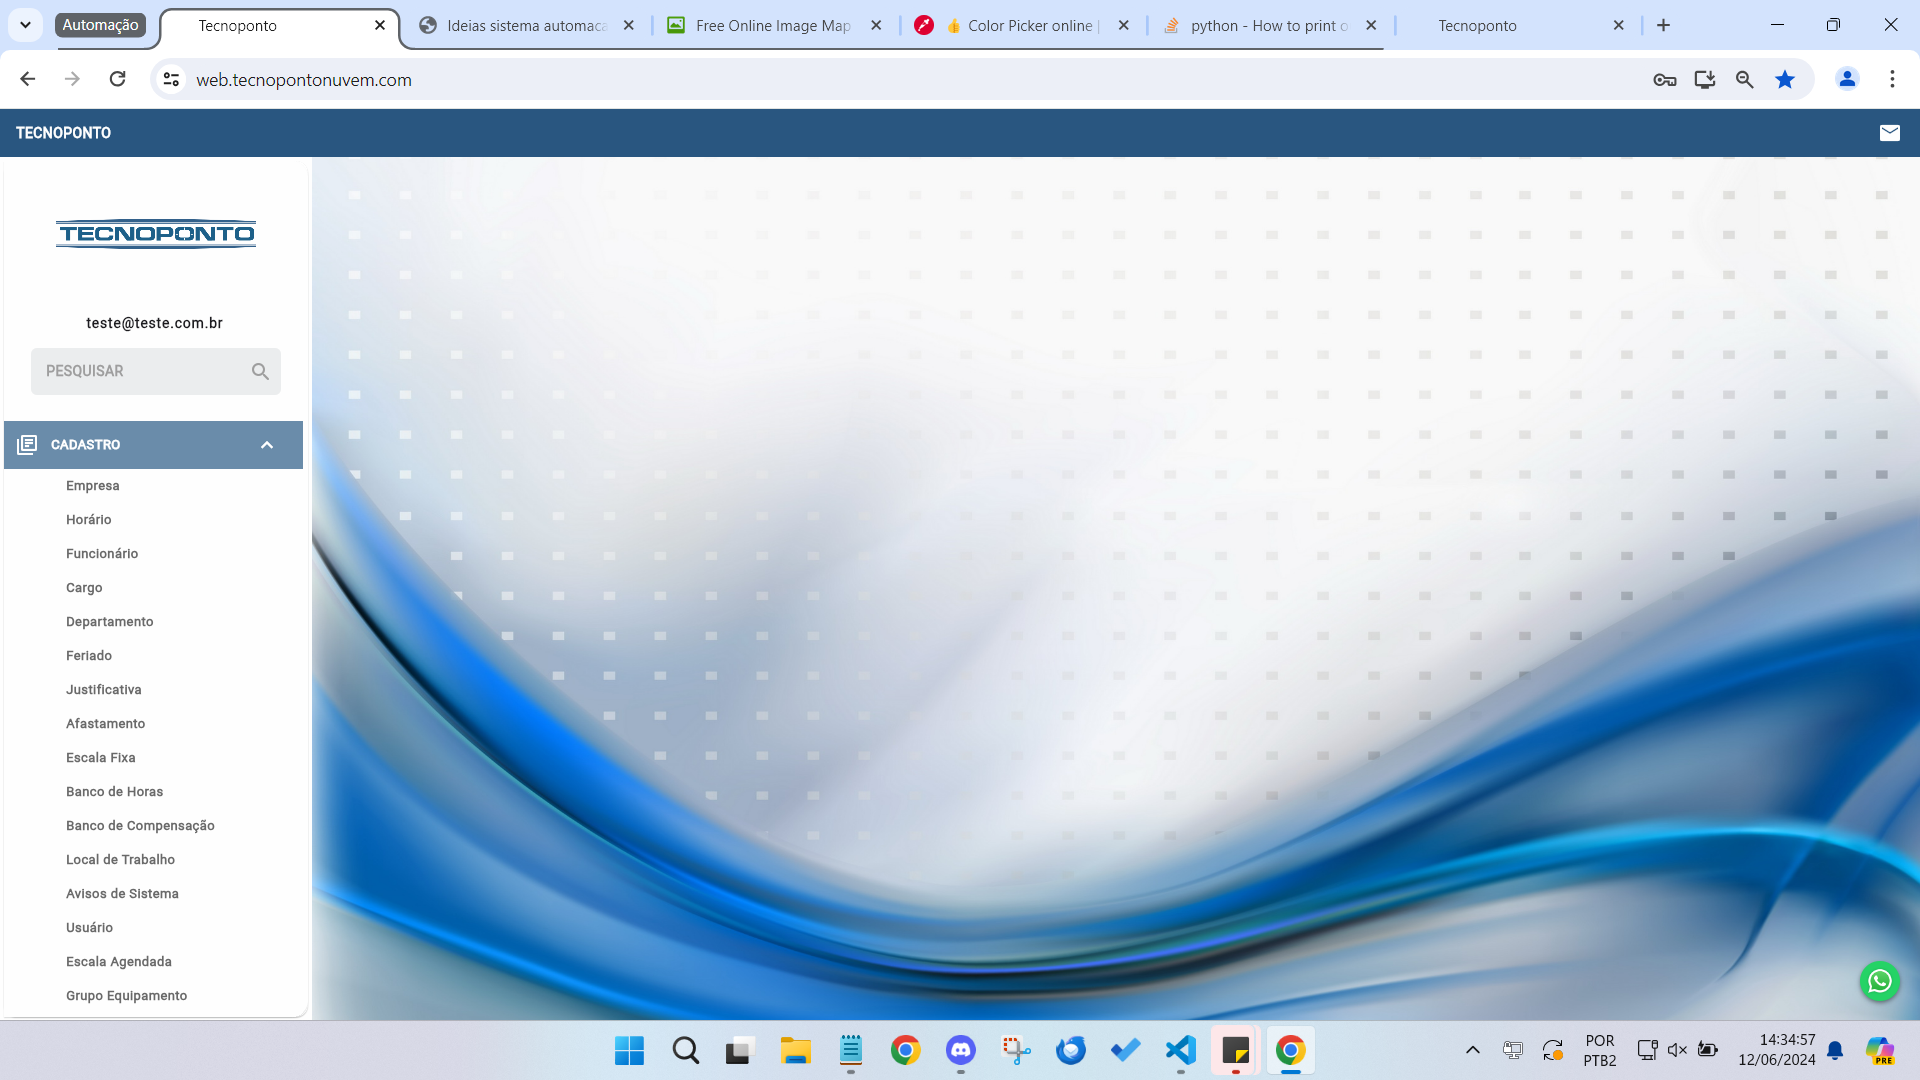 Automação
Tecnoponto
Ideias sistema automaca
Free Online Image Map
Color Picker online |
python - How to print o
Tecnoponto
web.tecnopontonuvem.com
TECNOPONTO
TECNOPONTO
teste@teste.com.br
PESQUISAR
CADASTRO
Empresa
Horário
Funcionário
Cargo
Departamento
Feriado
Justificativa
Afastamento
Escala Fixa
Banco de Horas
Banco de Compensação
Local de Trabalho
Avisos de Sistema
Usuário
Escala Agendada
Grupo Equipamento
POR
PTB2
14:34:57
12/06/2024
PRE